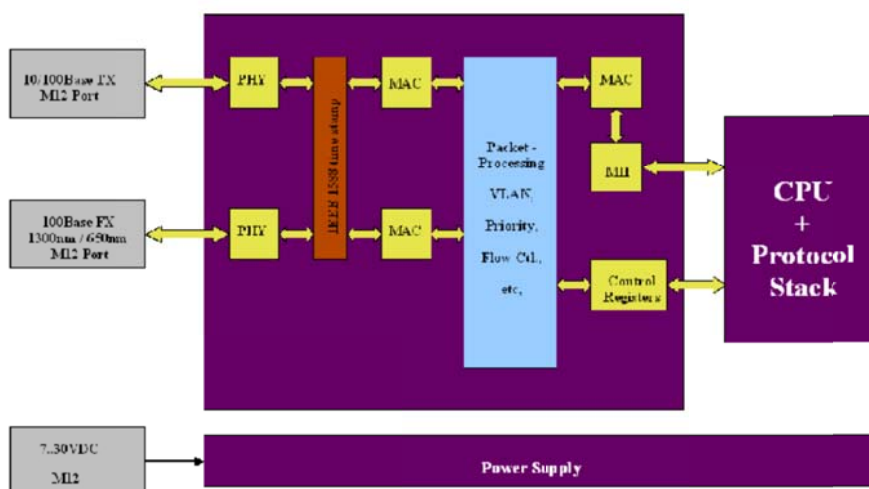 10/100Base TX
M12 Port
PHY
IEEE 1588 time stamp
MAC
MAC
Packet -
Processing
VLAN,
Priority,
Flow Ctl.,
etc,
MII
CPU
+
Protocol
Stack
100Base FX
1300nm / 650nm
M12 Port
PHY
MAC
Control
Registers
7..30VDC
M12
Power Supply